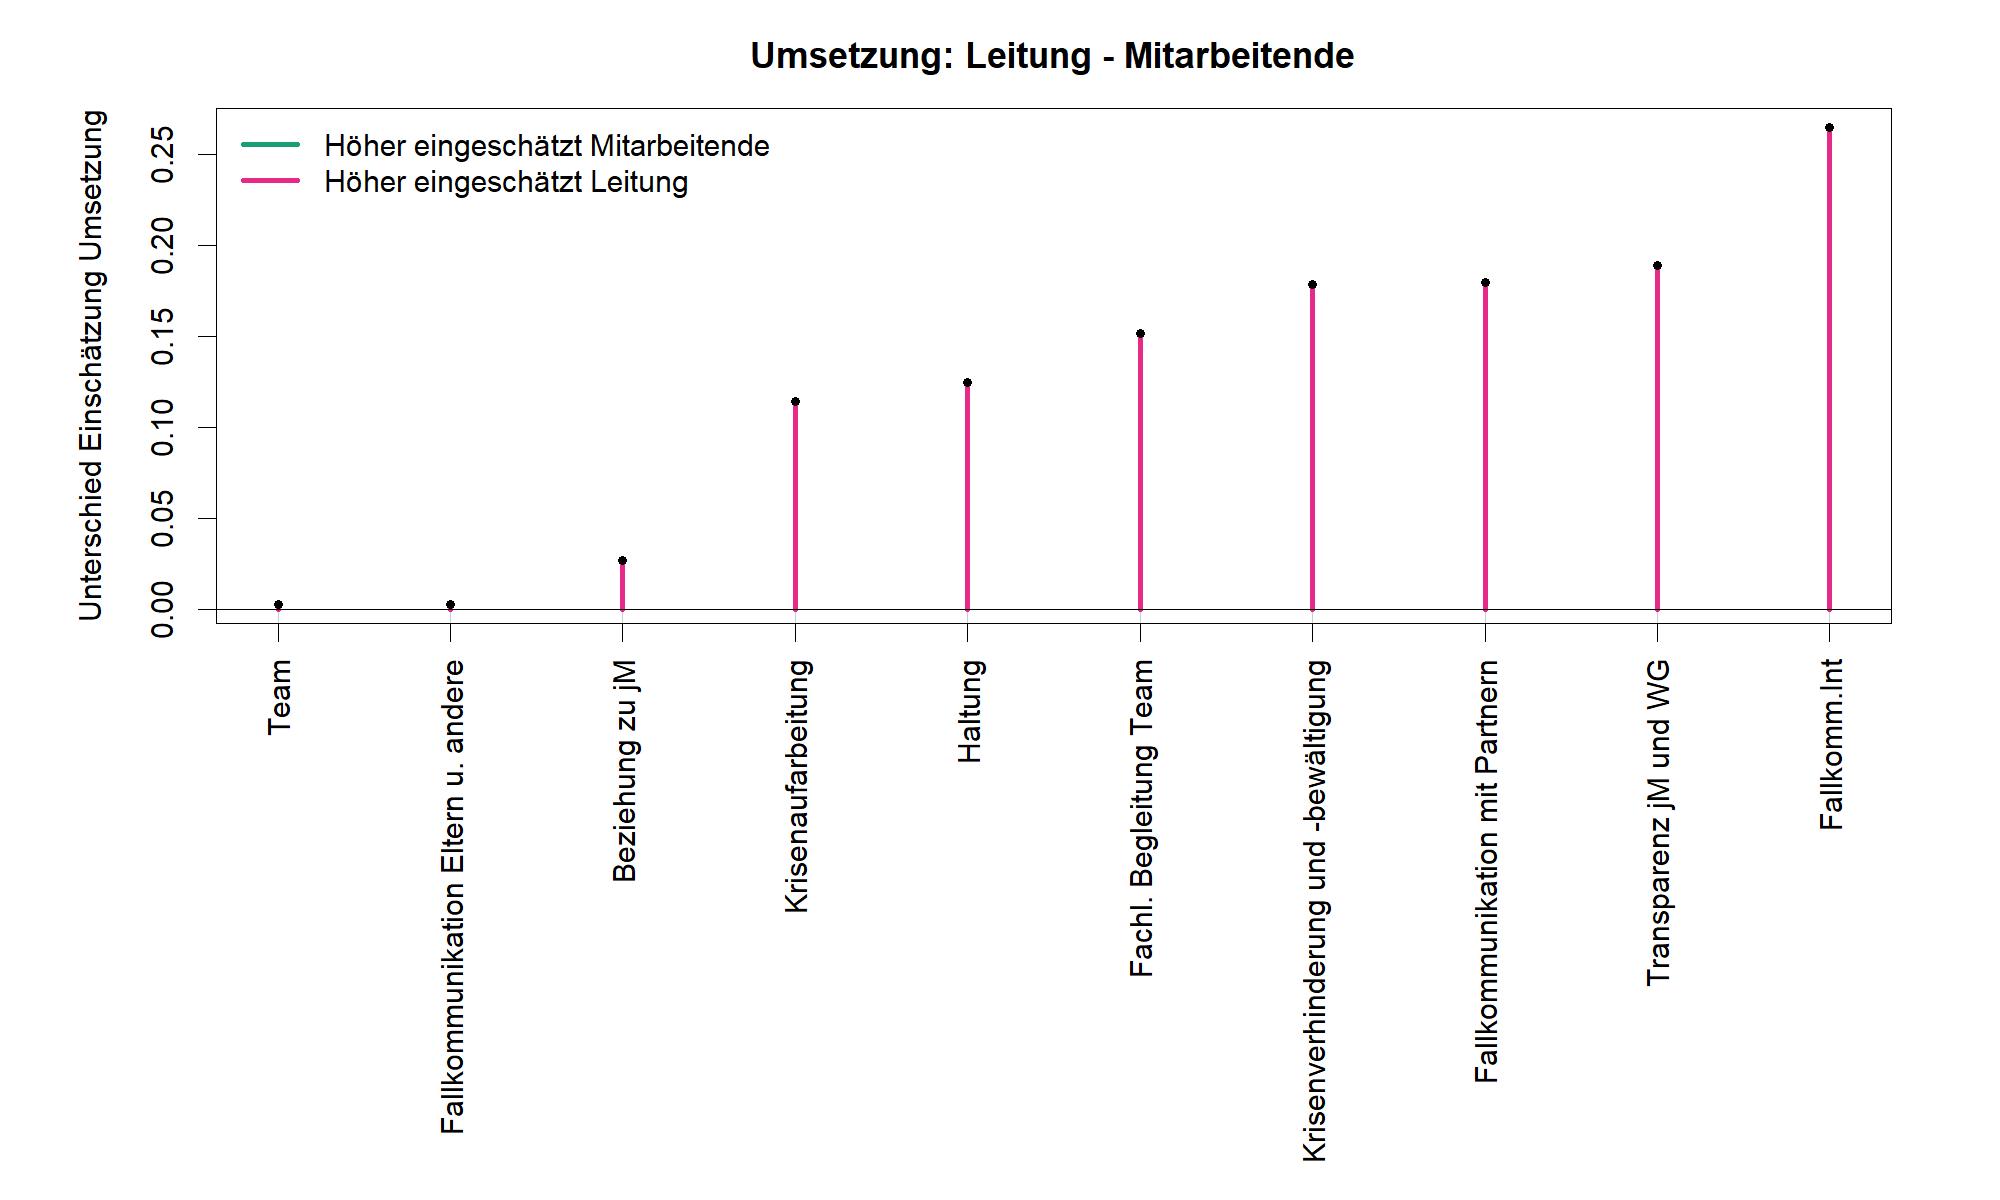 Umsetzung: Leitung - Mitarbeitende
Unterschied Einschätzung Umsetzung
0.25
0.20
0.15
0.10
0.05
0.00
Höher eingeschätzt Mitarbeitende
Höher eingeschätzt Leitung
Team
Fallkommunikation Eltern u. andere
Beziehung zu jM
Krisenaufarbeitung
Haltung
Fachl. Begleitung Team
Krisenverhinderung und -bewältigung
Fallkommunikation mit Partnern
Transparenz jM und WG
Fallkomm.Int